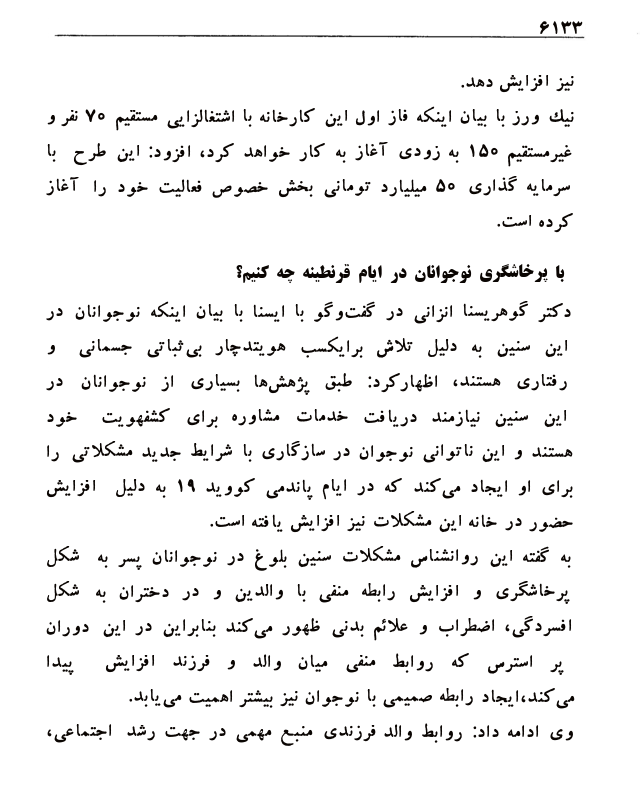 ۶۱۳۳
نیز افزایش دهد.
نیك ورز با بیان اینکه فاز اول این کارخانه با اشتغالزایی مستقیم ۷۰ نفر و
غیرمستقیم ۱۵۰ به زودی آغاز به کار خواهد کرد، افزود: این طرح با
سرمایه گذاری ۵۰ میلیارد تومانی بخش خصوص فعالیت خود را آغاز
کرده است.
با پرخاشگری نوجوانان در ایام قرنطینه چه کنیم؟
دکتر گوهریسنا انزانی در گفت‌وگو با ایسنا با بیان اینکه نوجوانان در
این سنین به دلیل تلاش برایکسب هویتدچار بی‌ثباتی جسمانی و
رفتاری هستند، اظهارکرد: طبق پژهش‌ها بسیاری از نوجوانان در
این سنین نیازمند دریافت خدمات مشاوره برای کشفهویت خود
هستند و این ناتوانی نوجوان در سازگاری با شرایط جدید مشکلاتی را
برای او ایجاد می‌کند که در ایام پاندمی کووید ۱۹ به دلیل افزایش
حضور در خانه این مشکلات نیز افزایش یافته است.
به گفته این روانشناس مشکلات سنین بلوغ در نوجوانان پسر به شکل
پرخاشگری و افزایش رابطه منفی با والدین و در دختران به شکل
افسردگی، اضطراب و علائم بدنی ظهور می‌کند بنابراین در این دوران
پر استرس که روابط منفی میان والد و فرزند افزایش پیدا
می‌کند،ایجاد رابطه صمیمی با نوجوان نیز بیشتر اهمیت می‌یابد.
وی ادامه داد: روابط والد فرزندی منبع مهمی در جهت رشد اجتماعی،